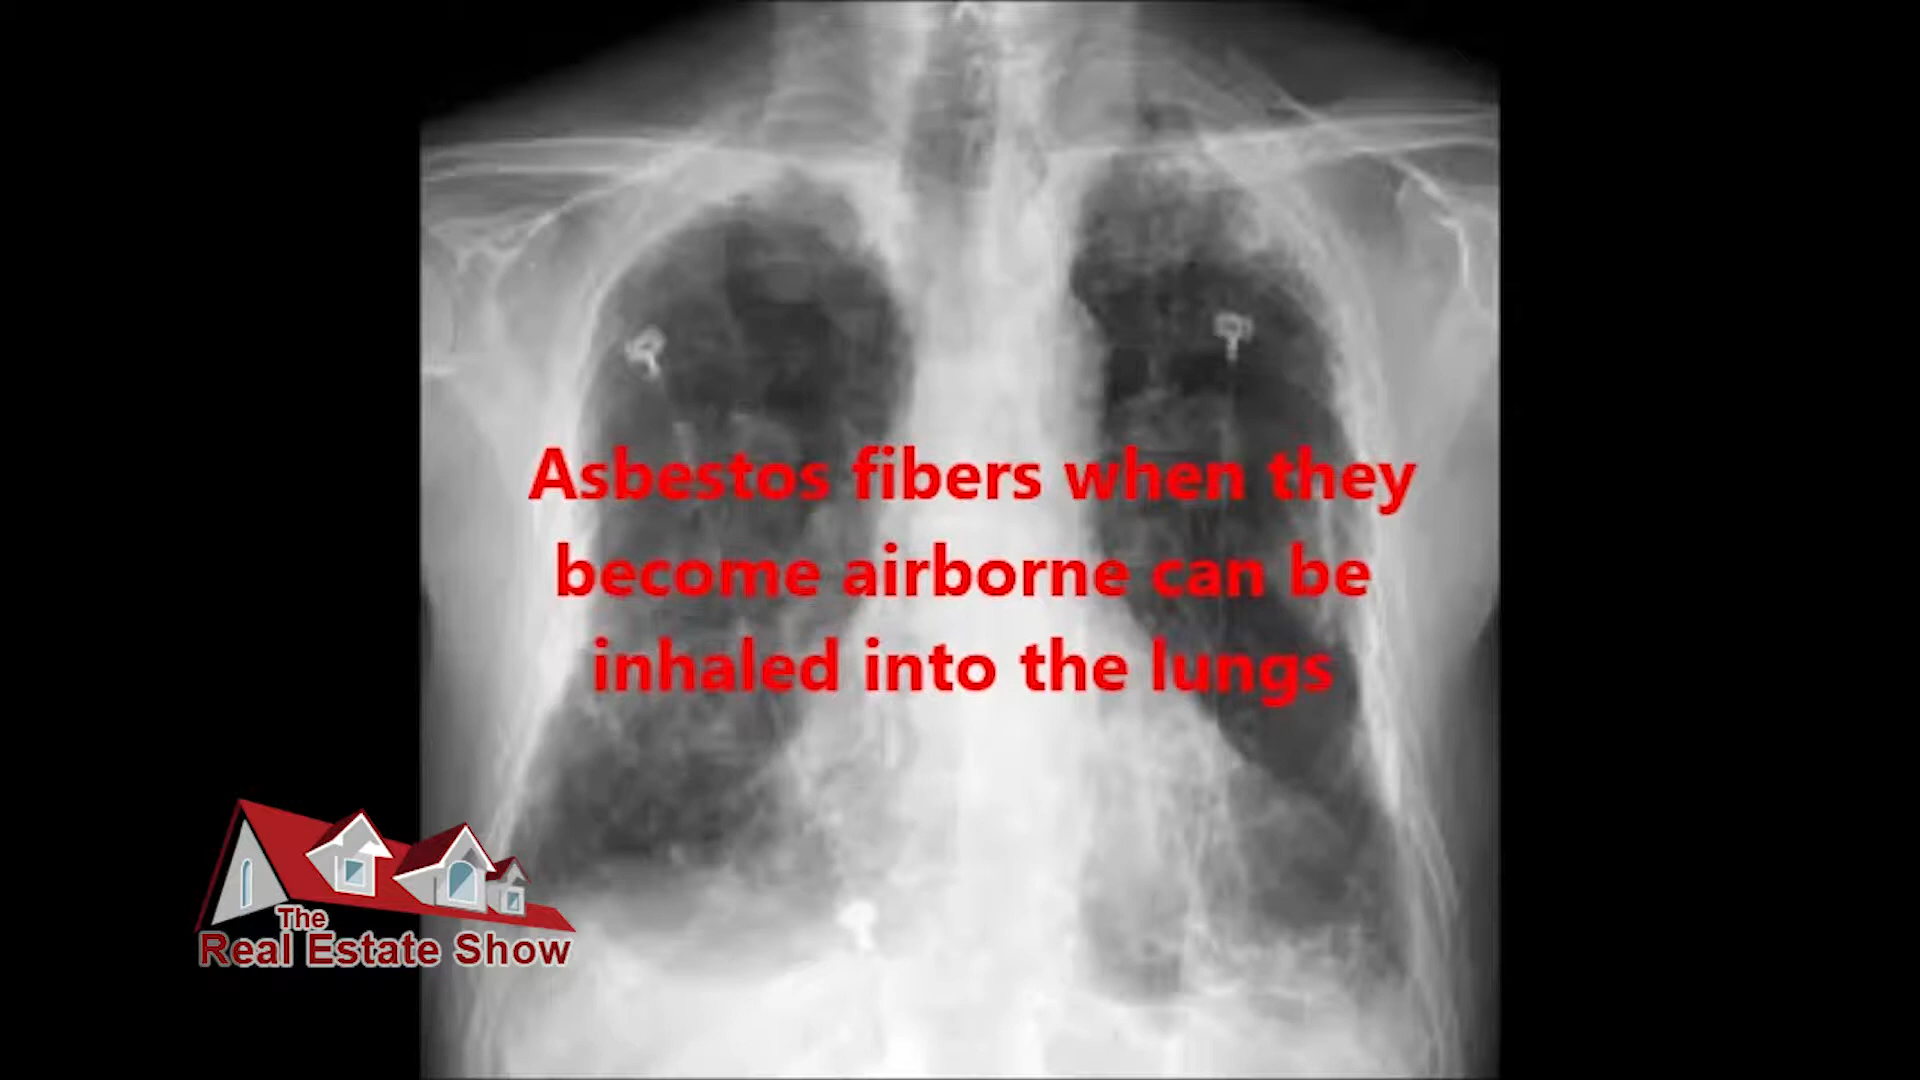 Asbestos fibers when they
become airborne can be
inhaled into the lungs
The
Real Estate Show